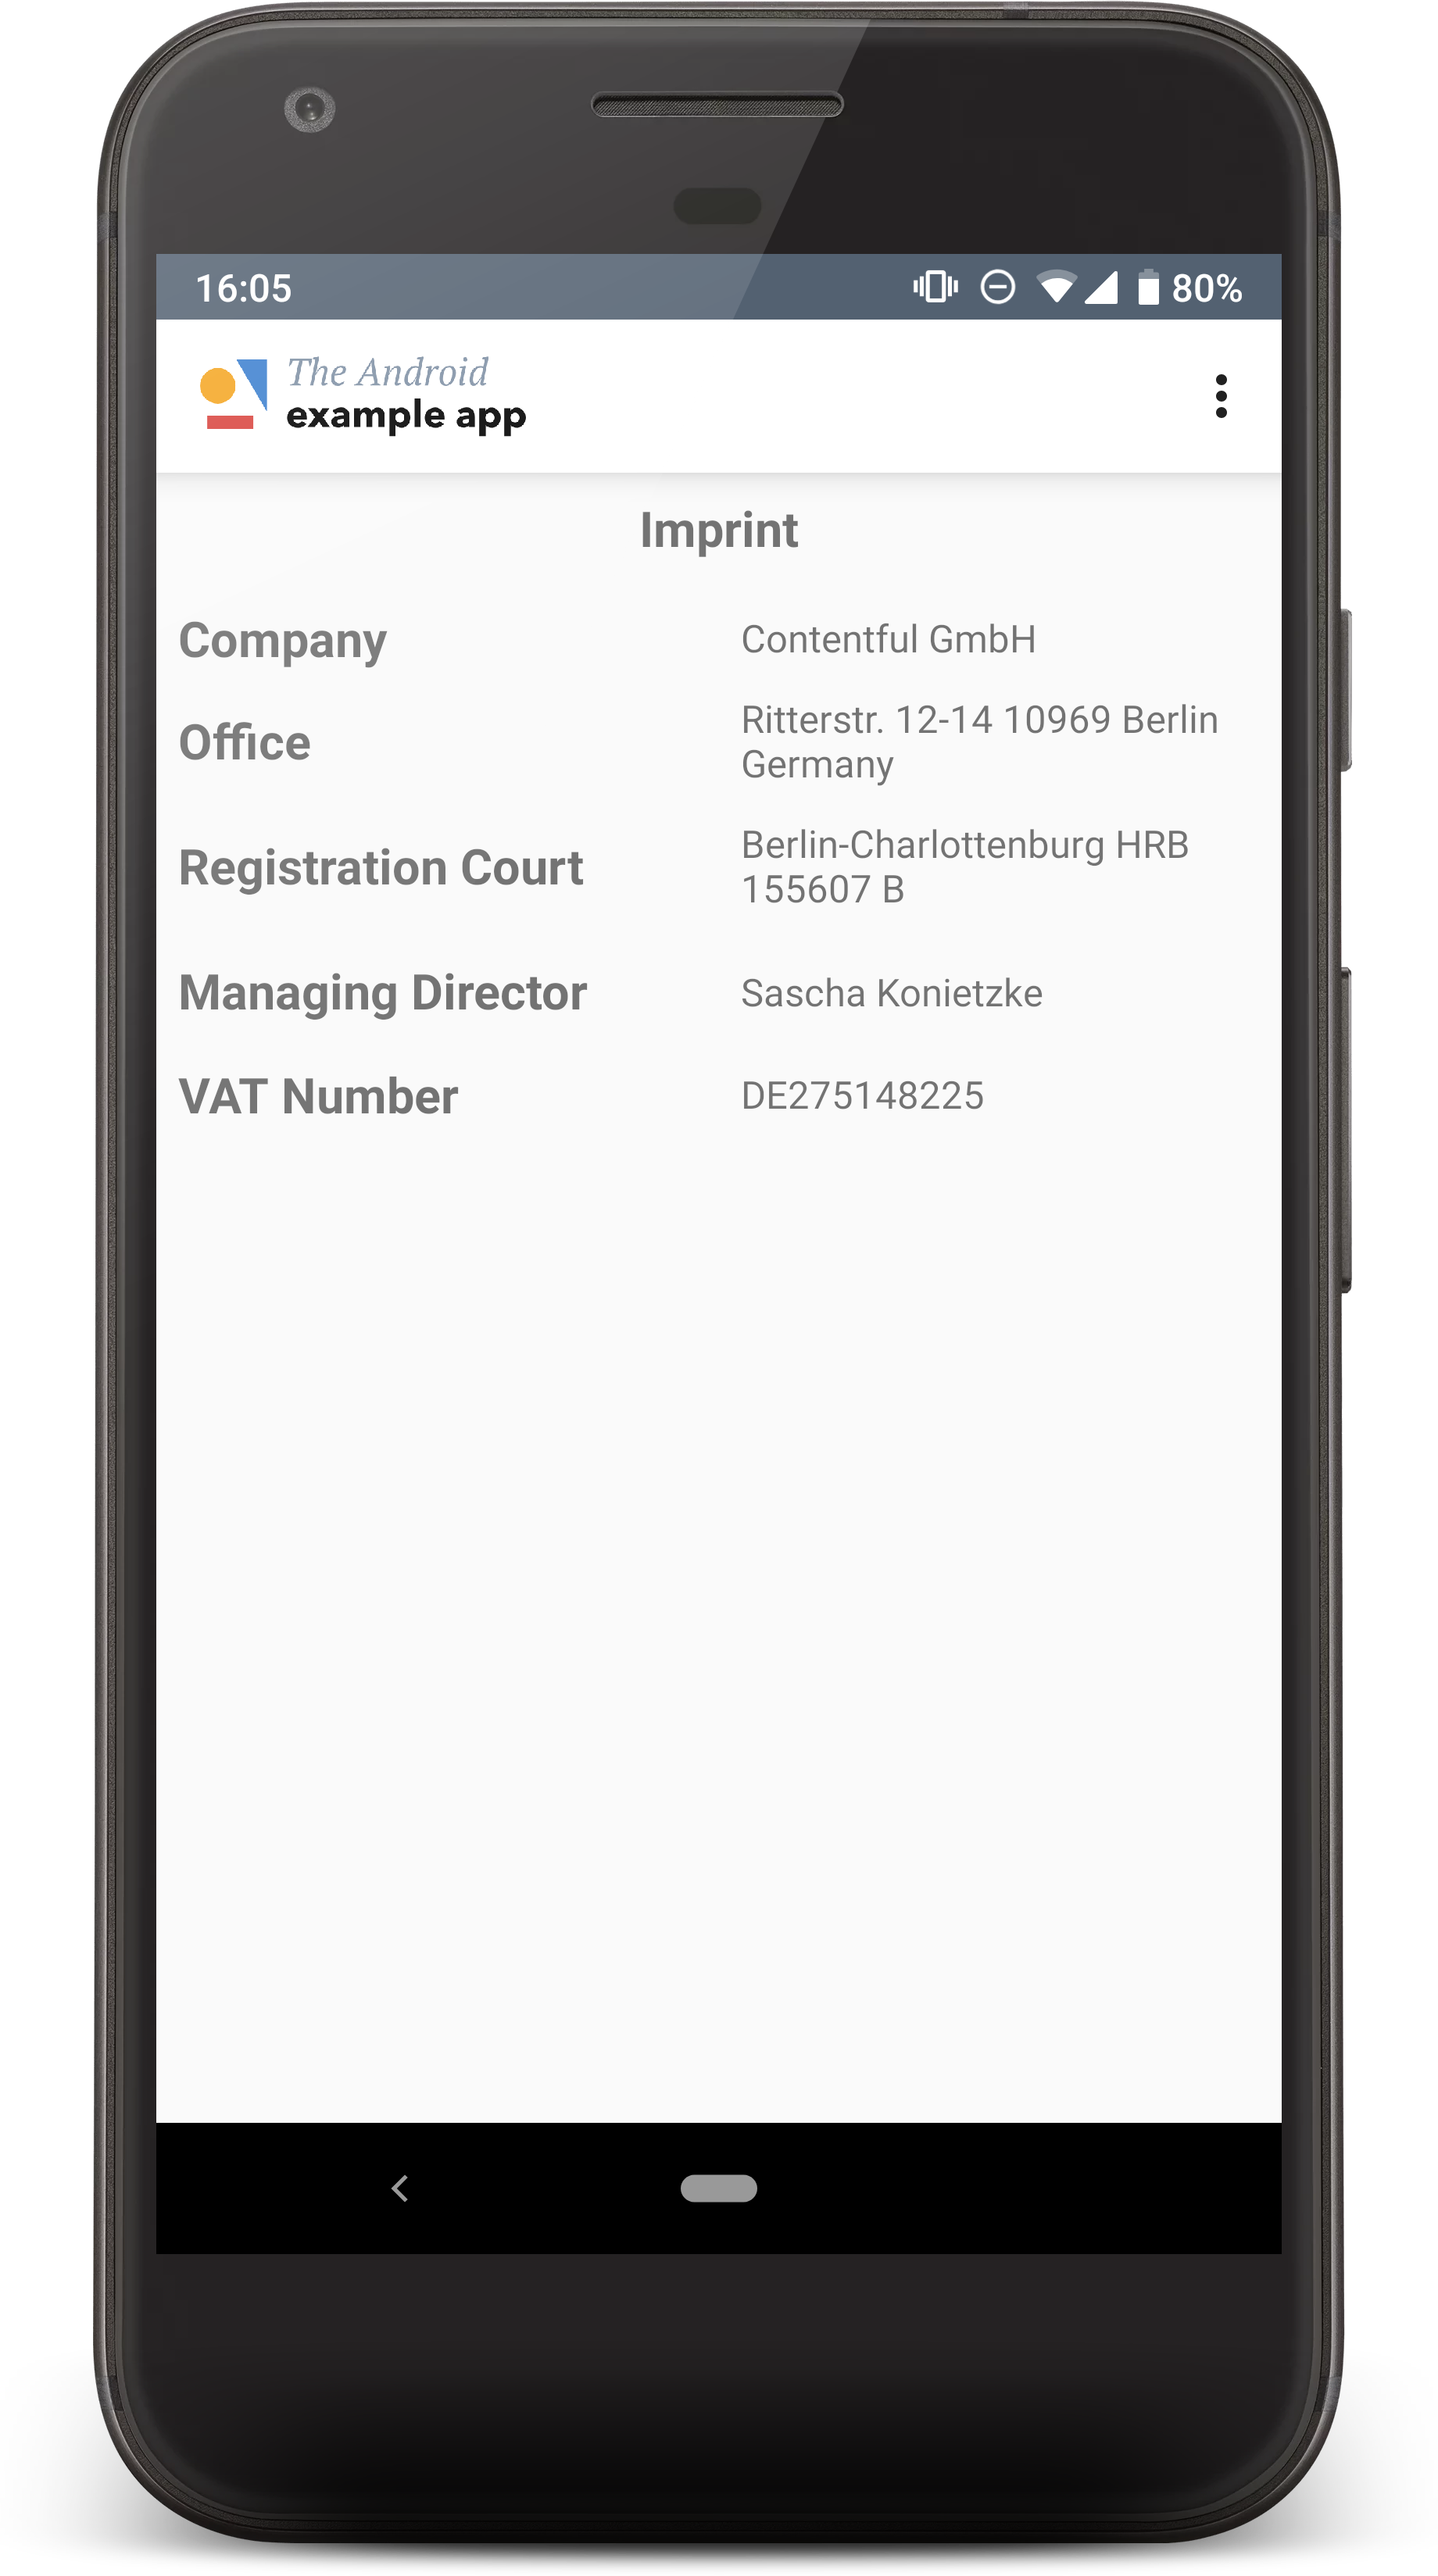 16:05
80%
The Android
example app
Imprint
Company
Contentful GmbH
Office
Ritterstr. 12-14 10969 Berlin
Germany
Registration Court
Berlin-Charlottenburg HRB
155607 B
Managing Director
Sascha Konietzke
VAT Number
DE275148225